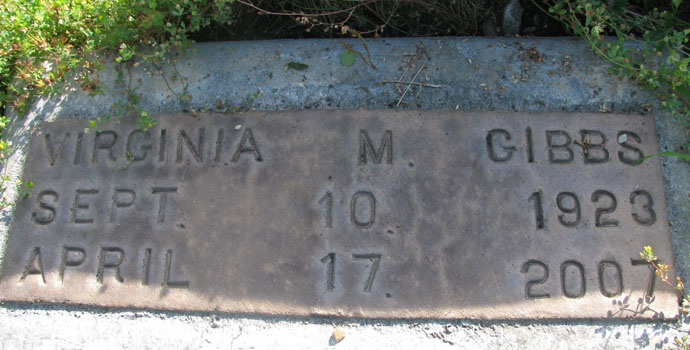 VIRGINIA M. GIBBS
SEPT. 10. 1923
APRIL 17. 2007